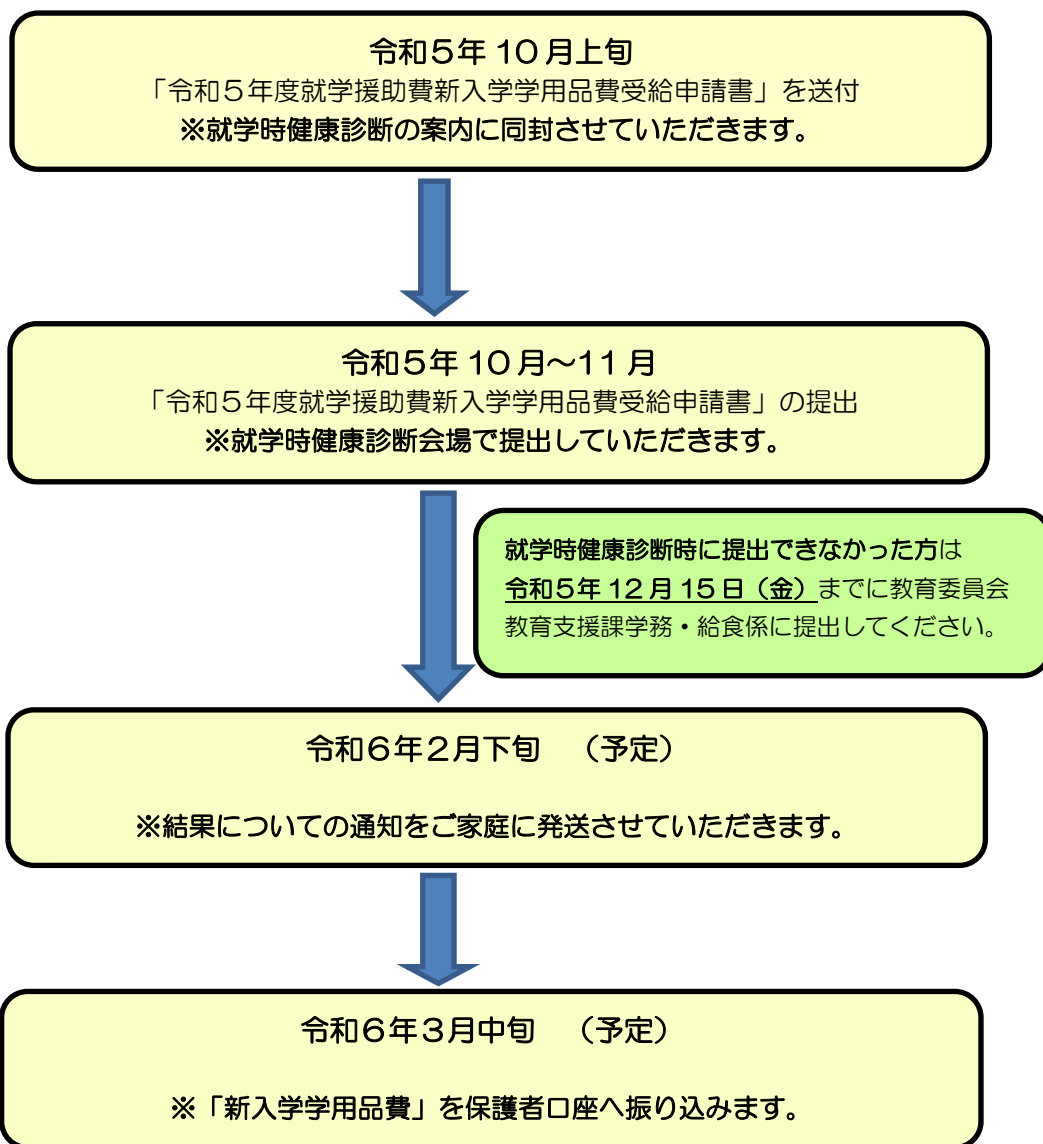 令和5年 10 月上旬
「令和5年度就学援助費新入学学用品費受給申請書」を送付
※就学時健康診断の案内に同封させていただきます。
令和5年 10 月~11 月
「令和5年度就学援助費新入学学用品費受給申請書」の提出
※就学時健康診断会場で提出していただきます。
就学時健康診断時に提出できなかった方は
令和5年 12 月 15 日(金)までに教育委員会
教育支援課学務・給食係に提出してください。
令和6年2月下旬 (予定)
※結果についての通知をご家庭に発送させていただきます。
令和6年3月中旬 (予定)
※「新入学学用品費」を保護者口座へ振り込みます。